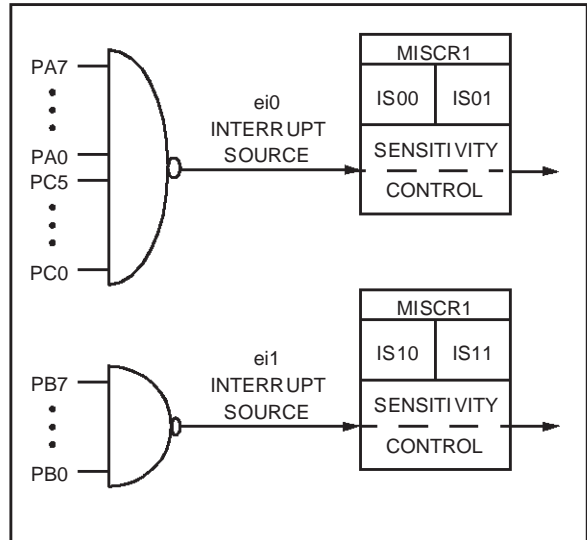 PA7
PA0
PC5
PC0
ei0
INTERRUPT
SOURCE
MISCR1
IS00 IS01
SENSITIVITY
CONTROL
PB7
PB0
ei1
INTERRUPT
SOURCE
MISCR1
IS10 IS11
SENSITIVITY
CONTROL